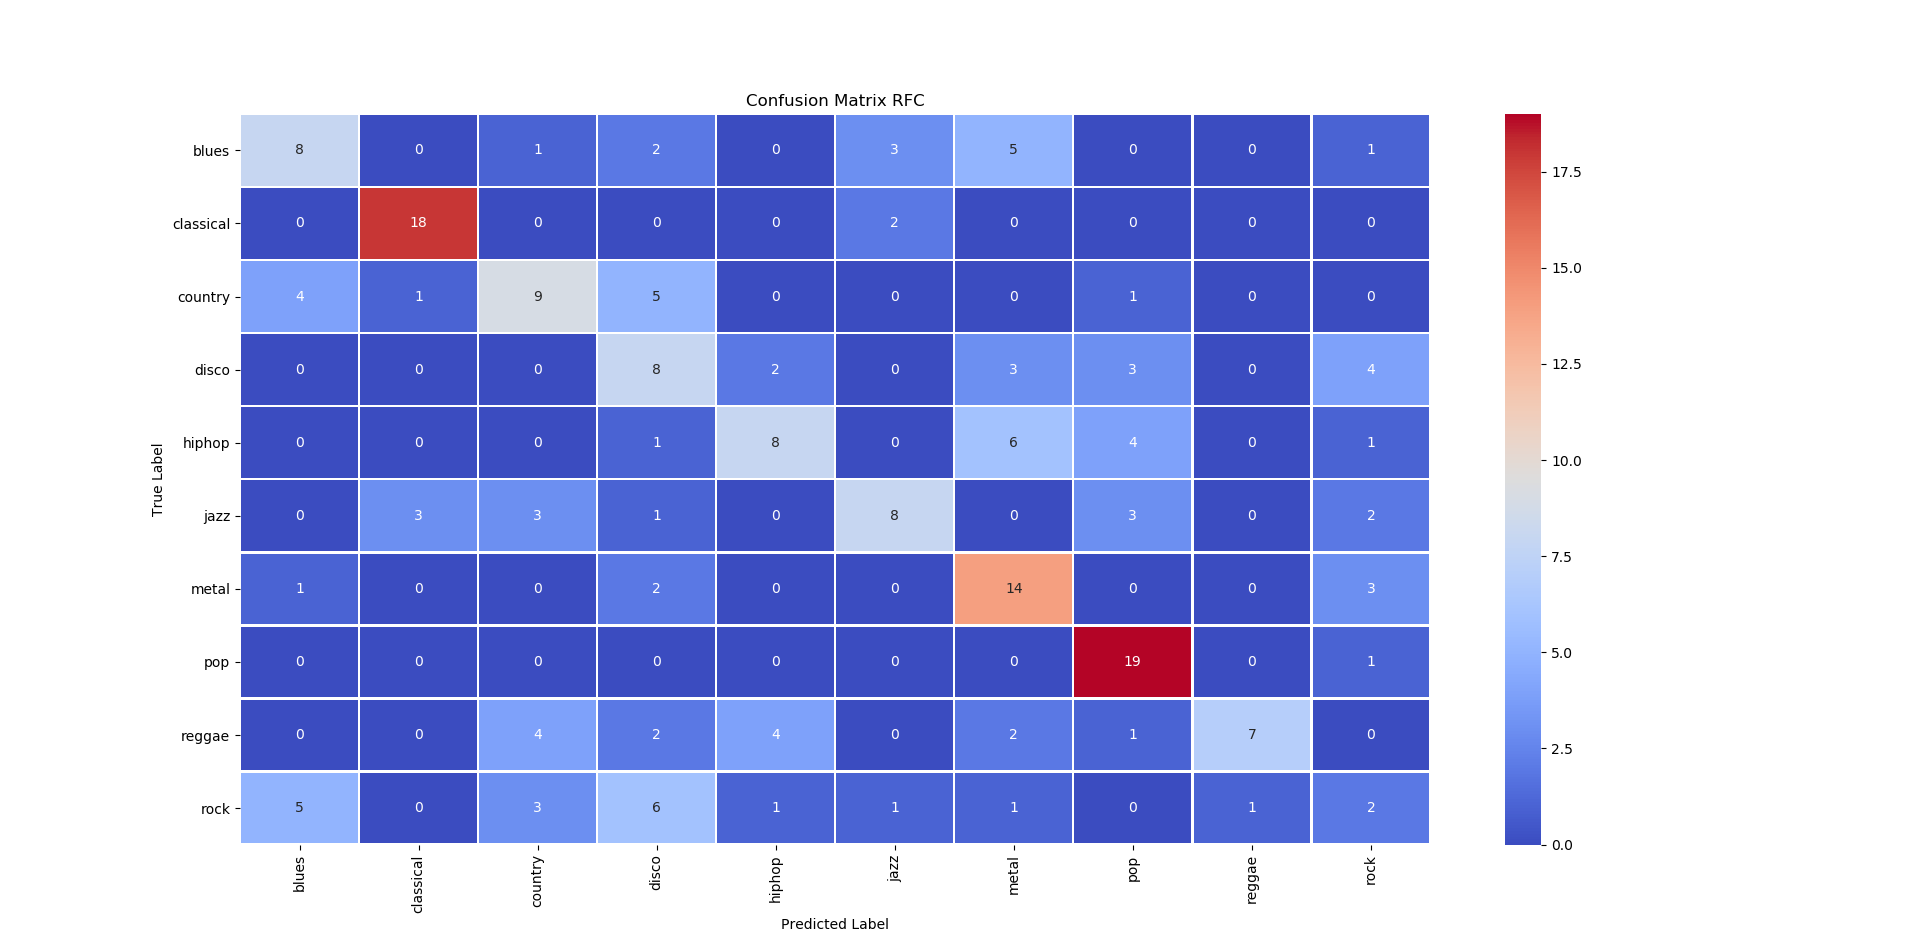 Confusion Matrix RFC
blues 8 0 1 2 0 3 5 0 0 1
classical 0 18 0 0 0 2 0 0 0 0
country 4 1 9 5 0 0 0 1 0 0
disco 0 0 0 8 2 0 3 3 0 4
hiphop 0 0 0 1 8 0 6 4 0 1
jazz 0 3 3 1 0 8 0 3 0 2
metal 1 0 0 2 0 0 14 0 0 3
pop 0 0 0 0 0 0 0 19 0 1
reggae 0 0 4 2 4 0 2 1 7 0
rock 5 0 3 6 1 1 1 0 1 2
True Label
blues classical country disco hiphop jazz metal pop reggae rock
Predicted Label
17.5
15.0
12.5
10.0
7.5
5.0
2.5
0.0